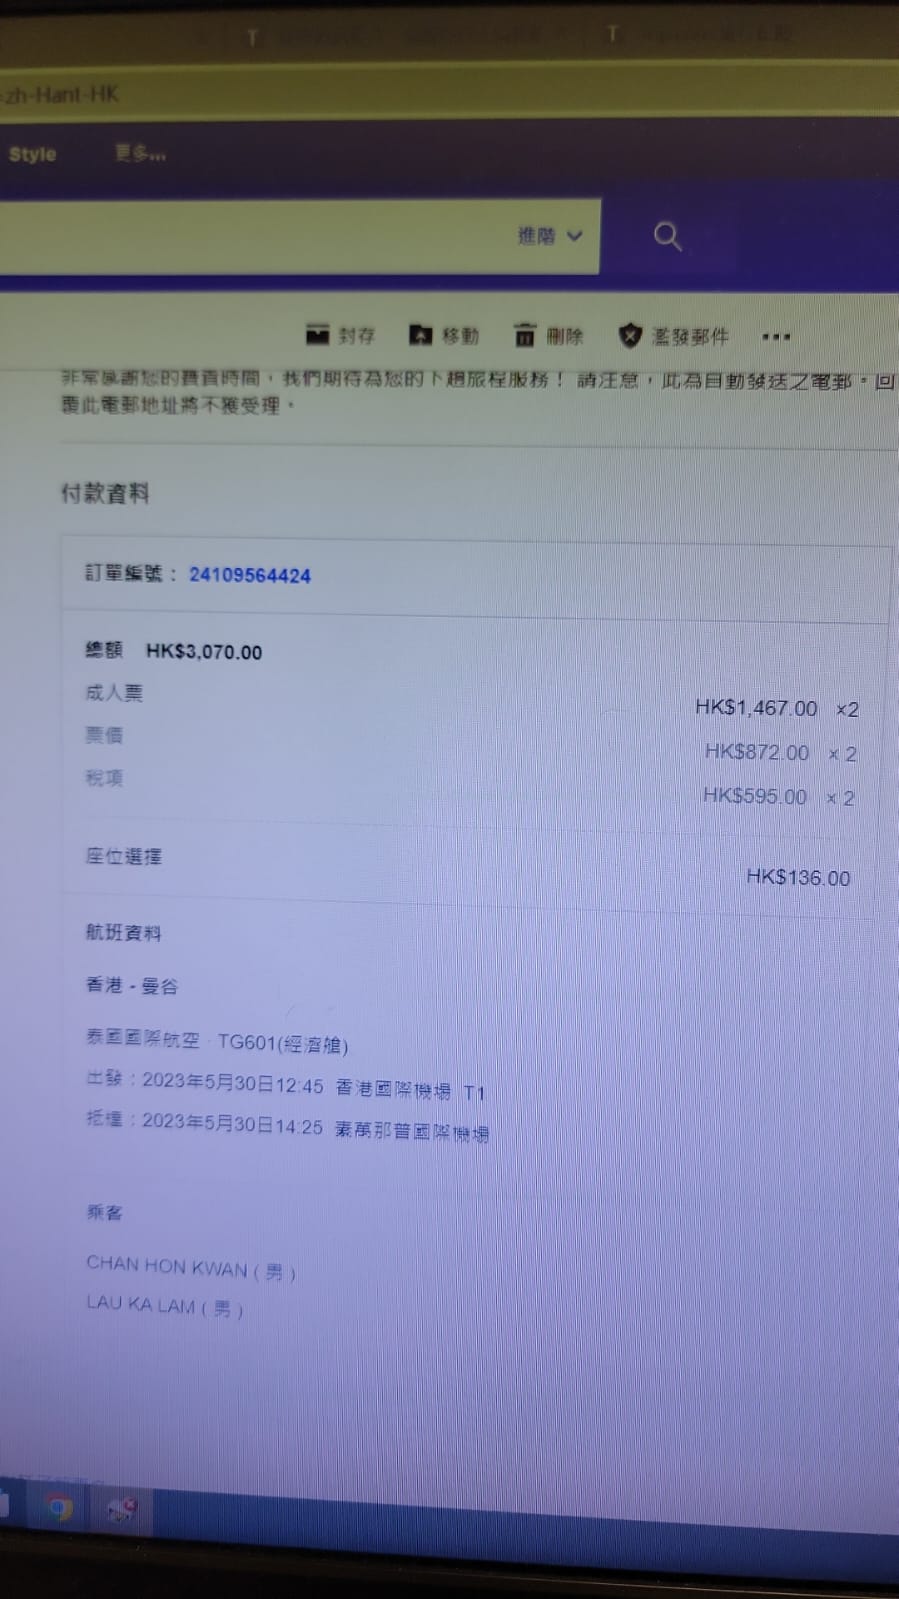 =zh-Hant-HK
Style 更多...
進階
封存 移動 刪除 濫發郵件
非常感謝您的寶貴時間，我們期待為您的下趟旅程服務！ 請注意，此為自動發送之電郵。回
覆此電郵地址將不獲受理。
付款資料
訂單編號： 24109564424
總額 HK$3,070.00
成人票 HK$1,467.00 ×2
票價 HK$872.00 × 2
稅項 HK$595.00 × 2
座位選擇 HK$136.00
航班資料
香港 - 曼谷
泰國國際航空 · TG601(經濟艙)
出發：2023年5月30日12:45 香港國際機場 T1
抵達：2023年5月30日14:25 素萬那普國際機場
乘客
CHAN HON KWAN ( 男 )
LAU KA LAM ( 男 )